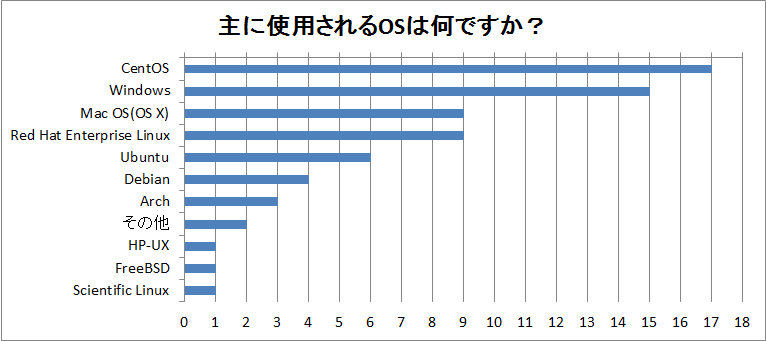 主に使用されるOSは何ですか？
CentOS
Windows
Mac OS(OS X)
Red Hat Enterprise Linux
Ubuntu
Debian
Arch
その他
HP-UX
FreeBSD
Scientific Linux
0 1 2 3 4 5 6 7 8 9 10 11 12 13 14 15 16 17 18